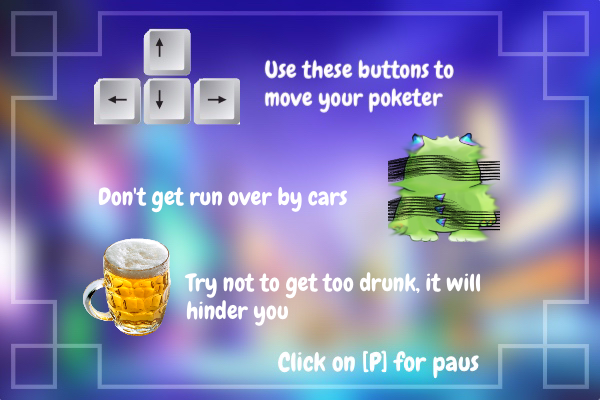 Use these buttons to
move your poketer
Don't get run over by cars
Try not to get too drunk, it will
hinder you
Click on [P] for paus